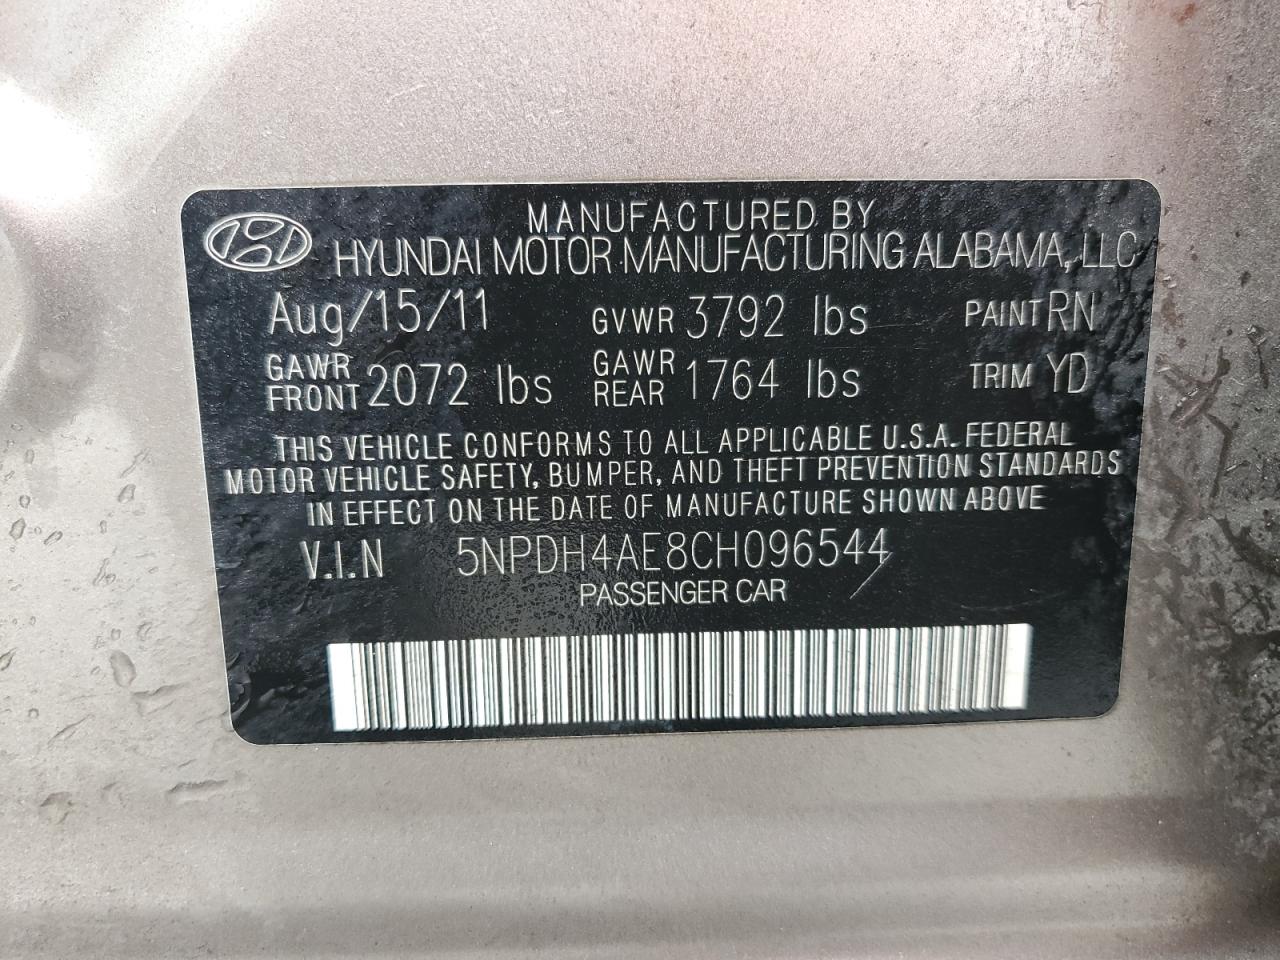 MANUFACTURED BY
HYUNDAI MOTOR MANUFACTURING ALABAMA, LLC
Aug/15/11 GVWR 3792 lbs PAINT RN
GAWR FRONT 2072 lbs GAWR REAR 1764 lbs TRIM YD
THIS VEHICLE CONFORMS TO ALL APPLICABLE U.S.A. FEDERAL
MOTOR VEHICLE SAFETY, BUMPER, AND THEFT PREVENTION STANDARDS
IN EFFECT ON THE DATE OF MANUFACTURE SHOWN ABOVE
V.I.N 5NPDH4AE8CH096544
PASSENGER CAR